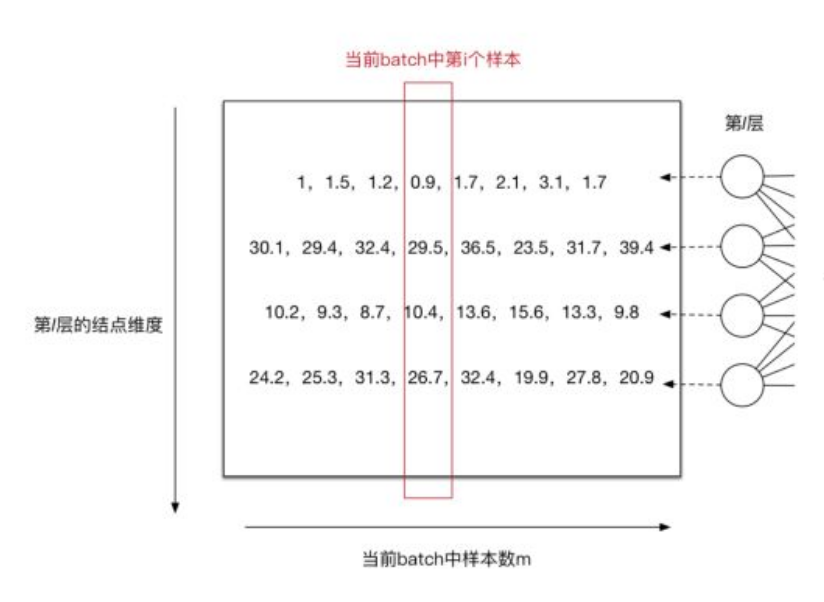 当前batch中第i个样本
第l层
1, 1.5, 1.2, 0.9, 1.7, 2.1, 3.1, 1.7
30.1, 29.4, 32.4, 29.5, 36.5, 23.5, 31.7, 39.4
10.2, 9.3, 8.7, 10.4, 13.6, 15.6, 13.3, 9.8
第l层的结点维度
24.2, 25.3, 31.3, 26.7, 32.4, 19.9, 27.8, 20.9
当前batch中样本数m